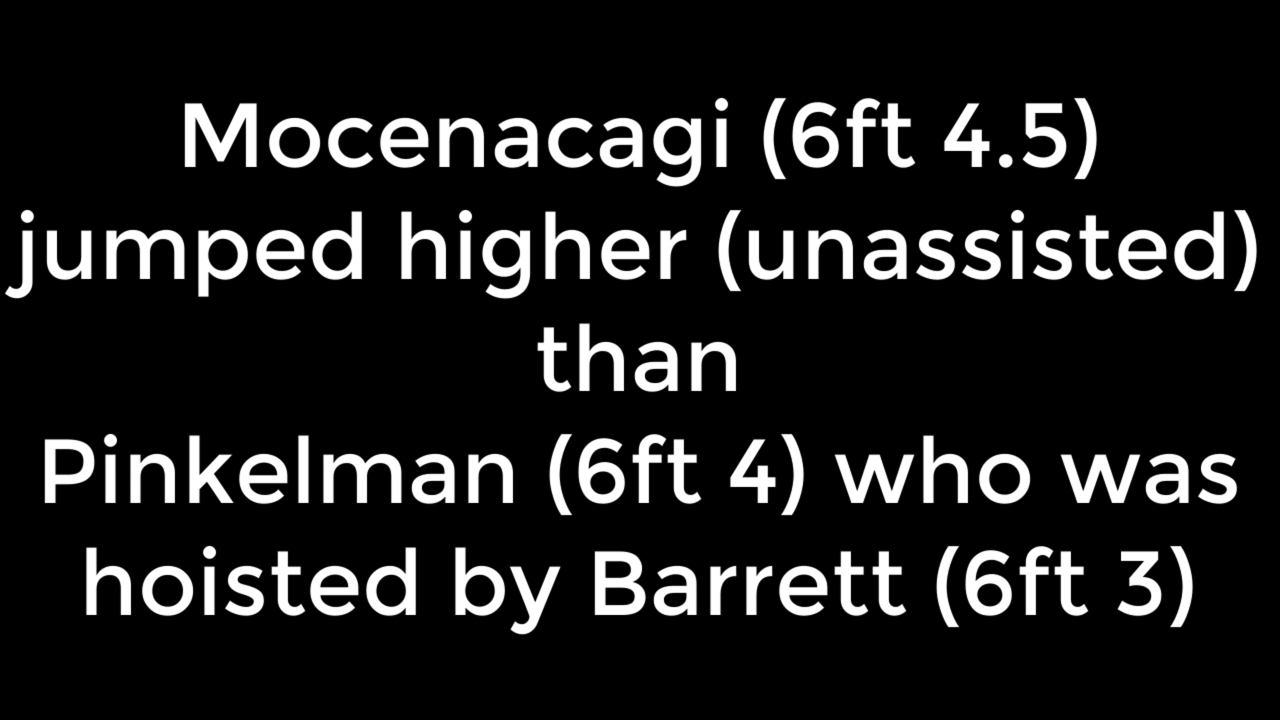 Mocenacagi (6ft 4.5)
jumped higher (unassisted)
than
Pinkelman (6ft 4) who was
hoisted by Barrett (6ft 3)